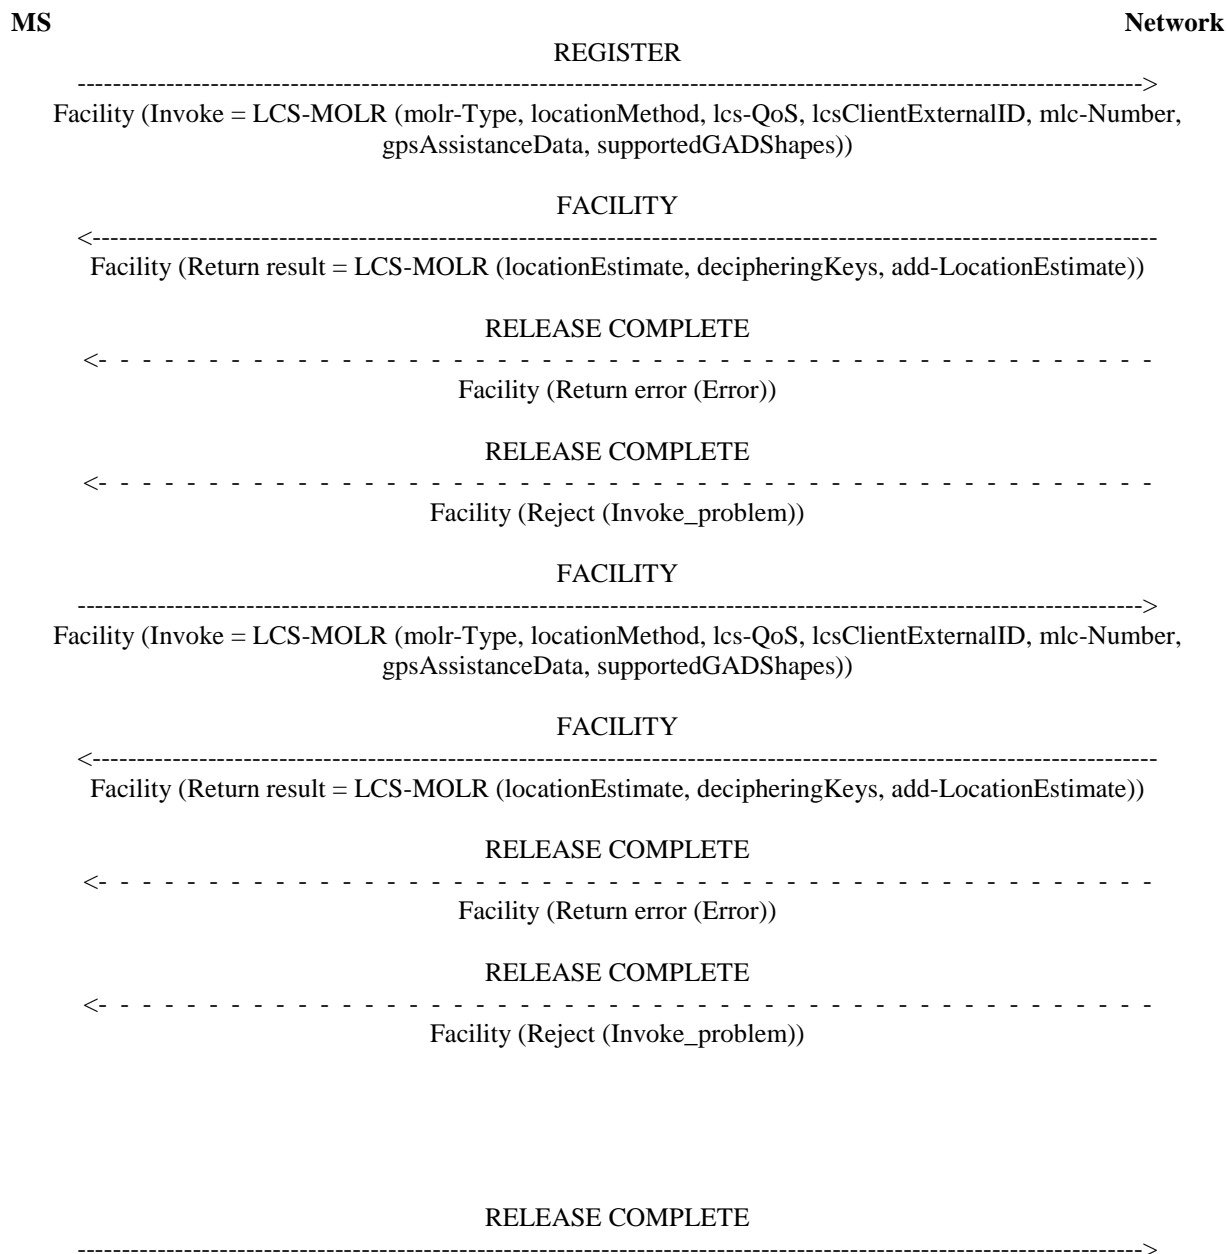 MS Network
REGISTER
------------------------------------------------------------------------------------------------------------------------>
Facility (Invoke = LCS-MOLR (molr-Type, locationMethod, lcs-QoS, lcsClientExternalID, mlc-Number,
gpsAssistanceData, supportedGADShapes))
FACILITY
<------------------------------------------------------------------------------------------------------------------------
Facility (Return result = LCS-MOLR (locationEstimate, decipheringKeys, add-LocationEstimate))
RELEASE COMPLETE
<- - - - - - - - - - - - - - - - - - - - - - - - - - - - - - - - - - - - - - - - - - - - - - - - - - - - - - - - - - - -
Facility (Return error (Error))
RELEASE COMPLETE
<- - - - - - - - - - - - - - - - - - - - - - - - - - - - - - - - - - - - - - - - - - - - - - - - - - - - - - - - - - - -
Facility (Reject (Invoke_problem))
FACILITY
------------------------------------------------------------------------------------------------------------------------>
Facility (Invoke = LCS-MOLR (molr-Type, locationMethod, lcs-QoS, lcsClientExternalID, mlc-Number,
gpsAssistanceData, supportedGADShapes))
FACILITY
<------------------------------------------------------------------------------------------------------------------------
Facility (Return result = LCS-MOLR (locationEstimate, decipheringKeys, add-LocationEstimate))
RELEASE COMPLETE
<- - - - - - - - - - - - - - - - - - - - - - - - - - - - - - - - - - - - - - - - - - - - - - - - - - - - - - - - - - - -
Facility (Return error (Error))
RELEASE COMPLETE
<- - - - - - - - - - - - - - - - - - - - - - - - - - - - - - - - - - - - - - - - - - - - - - - - - - - - - - - - - - - -
Facility (Reject (Invoke_problem))
RELEASE COMPLETE
------------------------------------------------------------------------------------------------------------------------>